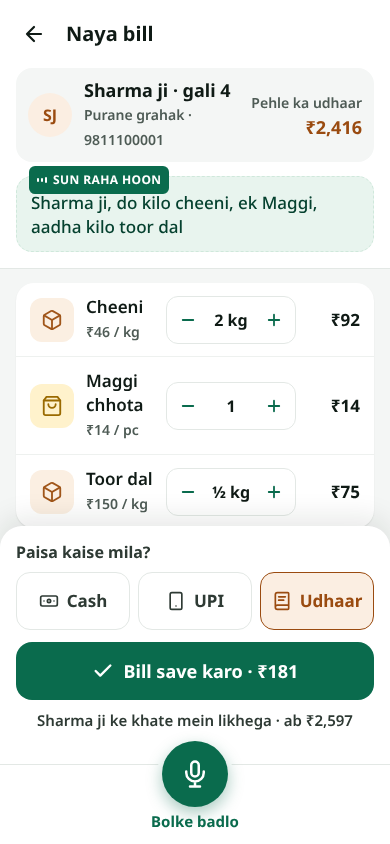 Naya bill
SJ
Sharma ji · gali 4
Purane grahak ·
9811100001
Pehle ka udhaar
₹2,416
SUN RAHA HOON
Sharma ji, do kilo cheeni, ek Maggi,
aadha kilo toor dal
Cheeni
₹46 / kg
− 2 kg +
₹92
Maggi
chhota
₹14 / pc
− 1 +
₹14
Toor dal
₹150 / kg
− ½ kg +
₹75
Paisa kaise mila?
Cash
UPI
Udhaar
Bill save karo · ₹181
Sharma ji ke khate mein likhega · ab ₹2,597
Bolke badlo